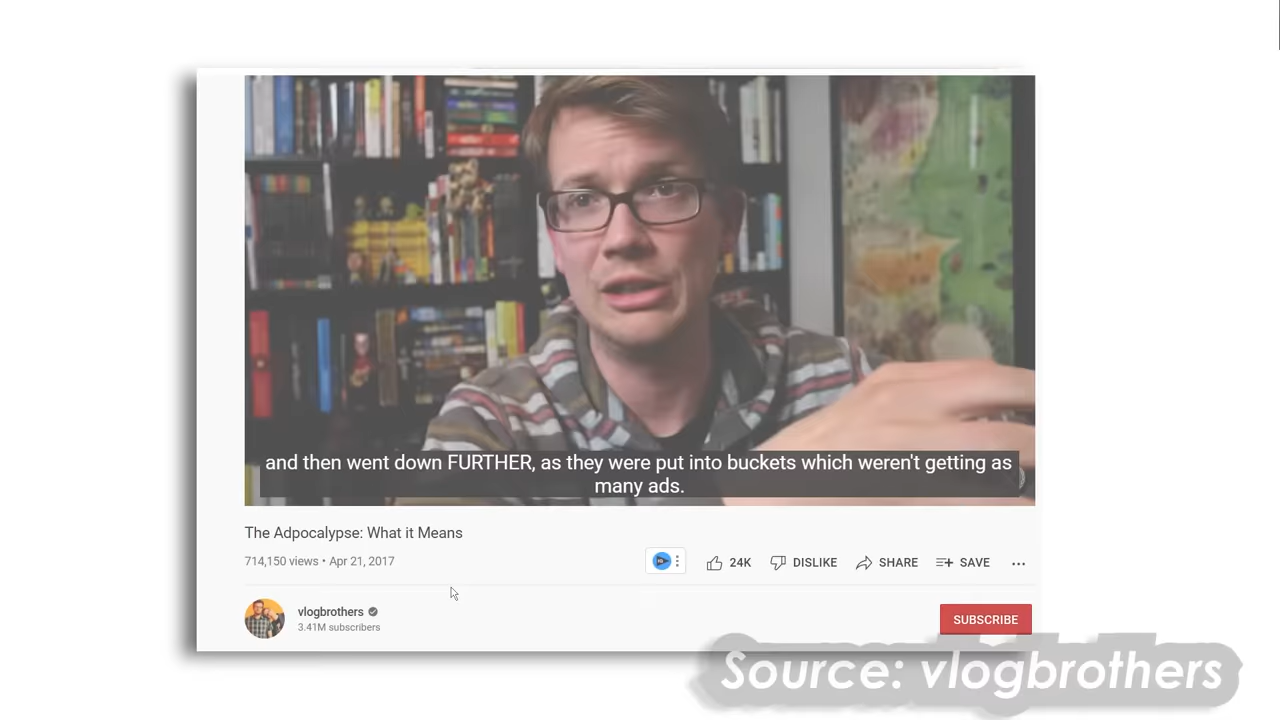 and then went down FURTHER, as they were put into buckets which weren't getting as
many ads.
The Adpocalypse: What it Means
714,150 views • Apr 21, 2017
24K DISLIKE SHARE SAVE
vlogbrothers
3.41M subscribers
SUBSCRIBE
Source: vlogbrothers